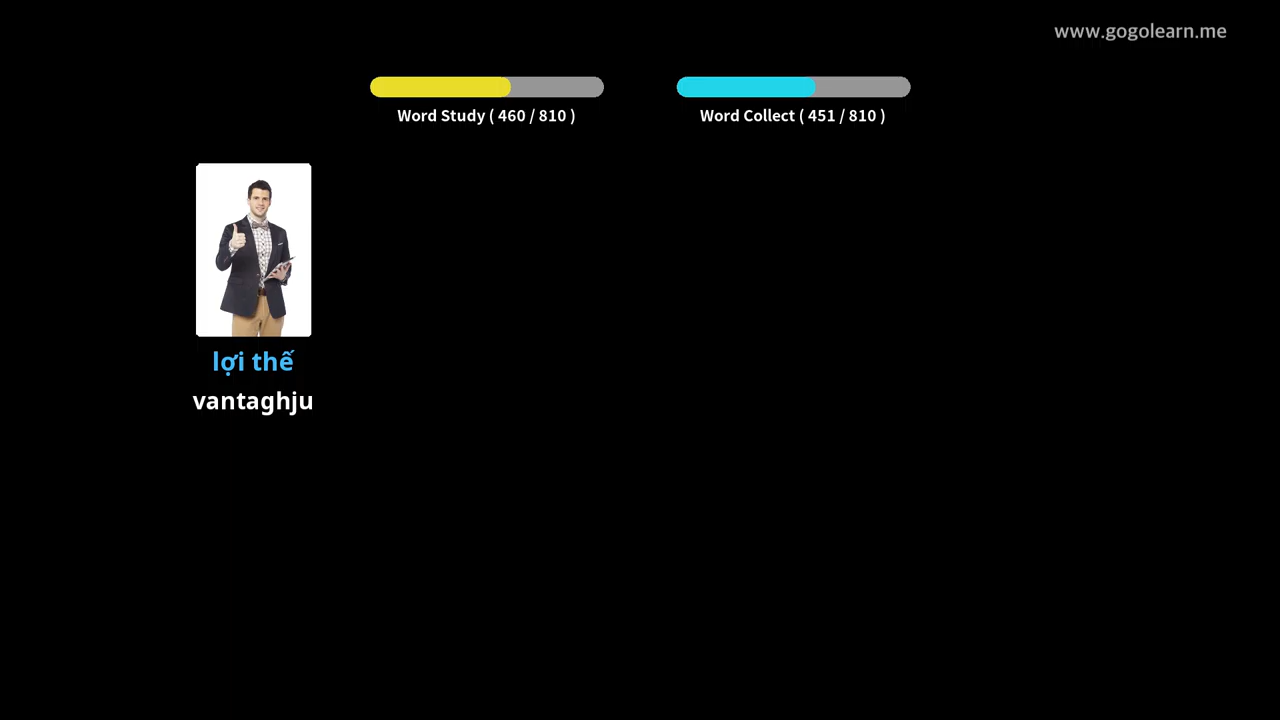 www.gogolearn.me
Word Study ( 460 / 810 )
Word Collect ( 451 / 810 )
lợi thế
vantaghju